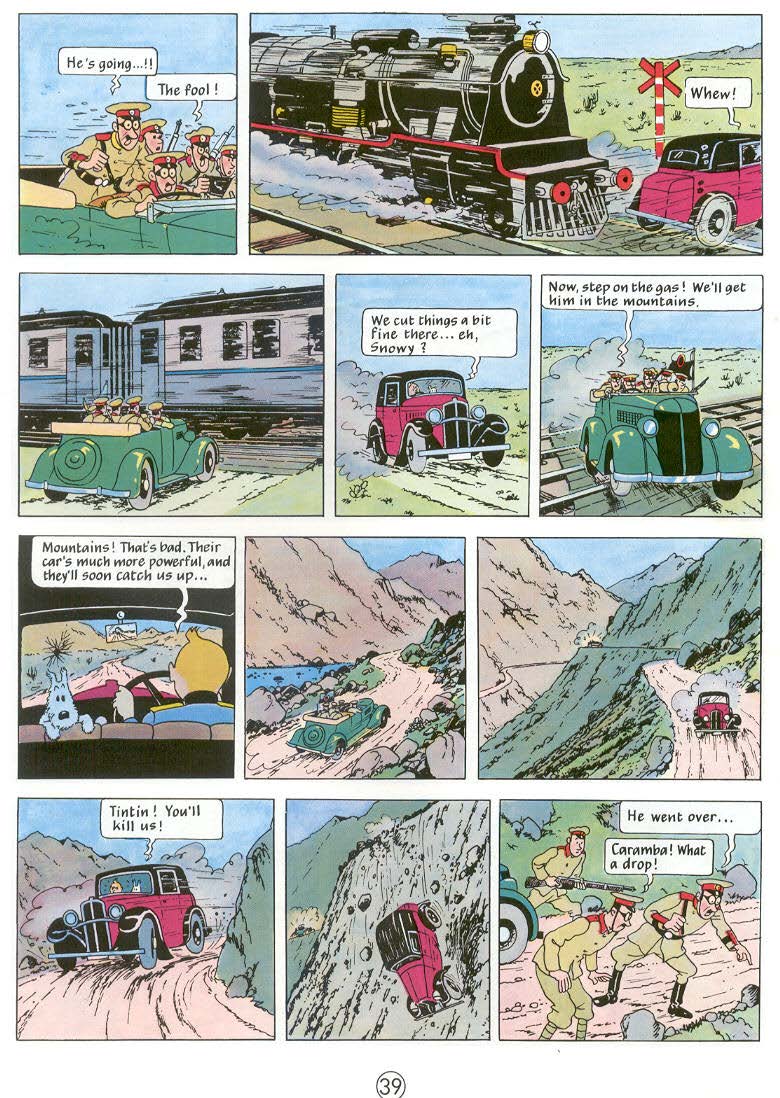 He's going...!!
The fool!
Whew!
We cut things a bit
fine there... eh,
Snowy?
Now, step on the gas! We'll get
him in the mountains.
Mountains! That's bad. Their
car's much more powerful, and
they'll soon catch us up...
Tintin! You'll
kill us!
He went over...
Caramba! What
a drop!
39